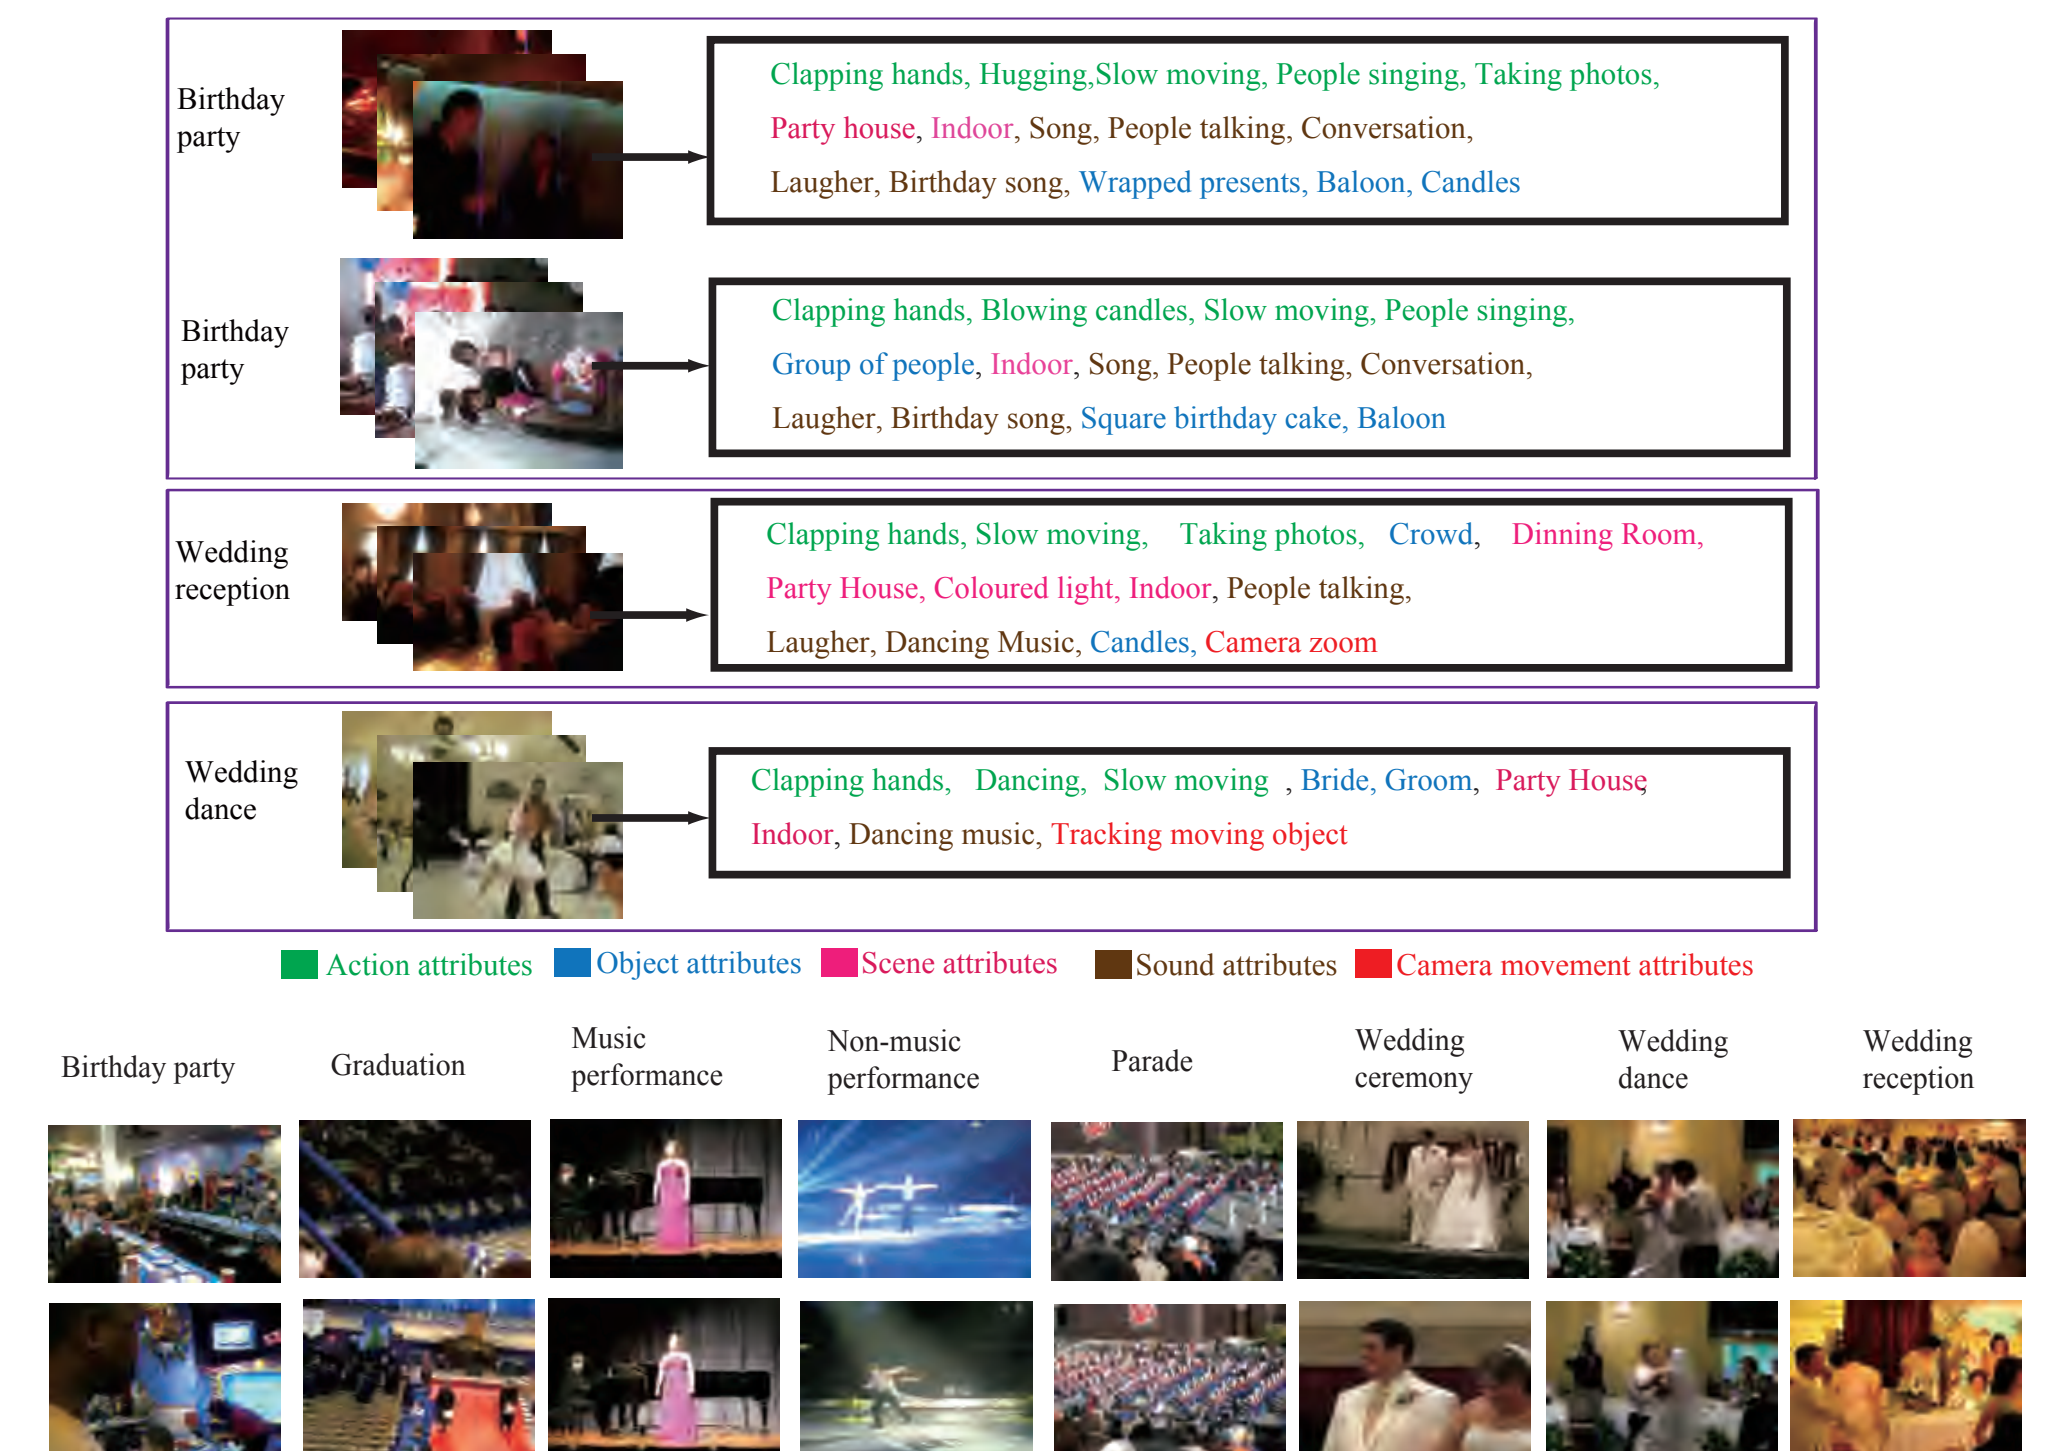 Birthday
party
Clapping hands, Hugging,Slow moving, People singing, Taking photos,
Party house, Indoor, Song, People talking, Conversation,
Laugher, Birthday song, Wrapped presents, Baloon, Candles
Birthday
party
Clapping hands, Blowing candles, Slow moving, People singing,
Group of people, Indoor, Song, People talking, Conversation,
Laugher, Birthday song, Square birthday cake, Baloon
Wedding
reception
Clapping hands, Slow moving, Taking photos, Crowd, Dinning Room,
Party House, Coloured light, Indoor, People talking,
Laugher, Dancing Music, Candles, Camera zoom
Wedding
dance
Clapping hands, Dancing, Slow moving , Bride, Groom, Party House,
Indoor, Dancing music, Tracking moving object
Action attributes Object attributes Scene attributes Sound attributes Camera movement attributes
Birthday party
Graduation
Music
performance
Non-music
performance
Parade
Wedding
ceremony
Wedding
dance
Wedding
reception